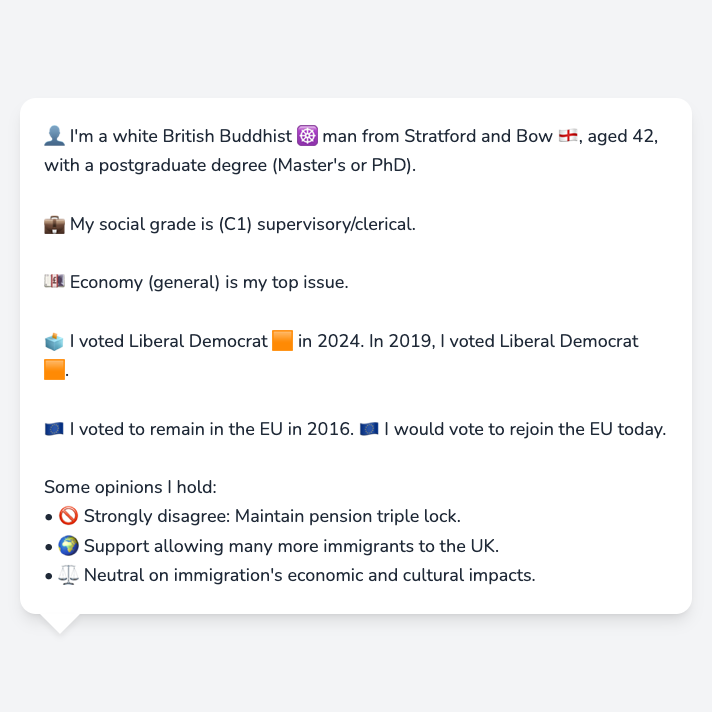 👤 I'm a white British Buddhist ☸️ man from Stratford and Bow 🏴󠁧󠁢󠁥󠁮󠁧󠁿, aged 42,
with a postgraduate degree (Master's or PhD).
💼 My social grade is (C1) supervisory/clerical.
💷 Economy (general) is my top issue.
🗳️ I voted Liberal Democrat 🟧 in 2024. In 2019, I voted Liberal Democrat
🟧.
🇪🇺 I voted to remain in the EU in 2016. 🇪🇺 I would vote to rejoin the EU today.
Some opinions I hold:
• 🚫 Strongly disagree: Maintain pension triple lock.
• 🌍 Support allowing many more immigrants to the UK.
• ⚖️ Neutral on immigration's economic and cultural impacts.